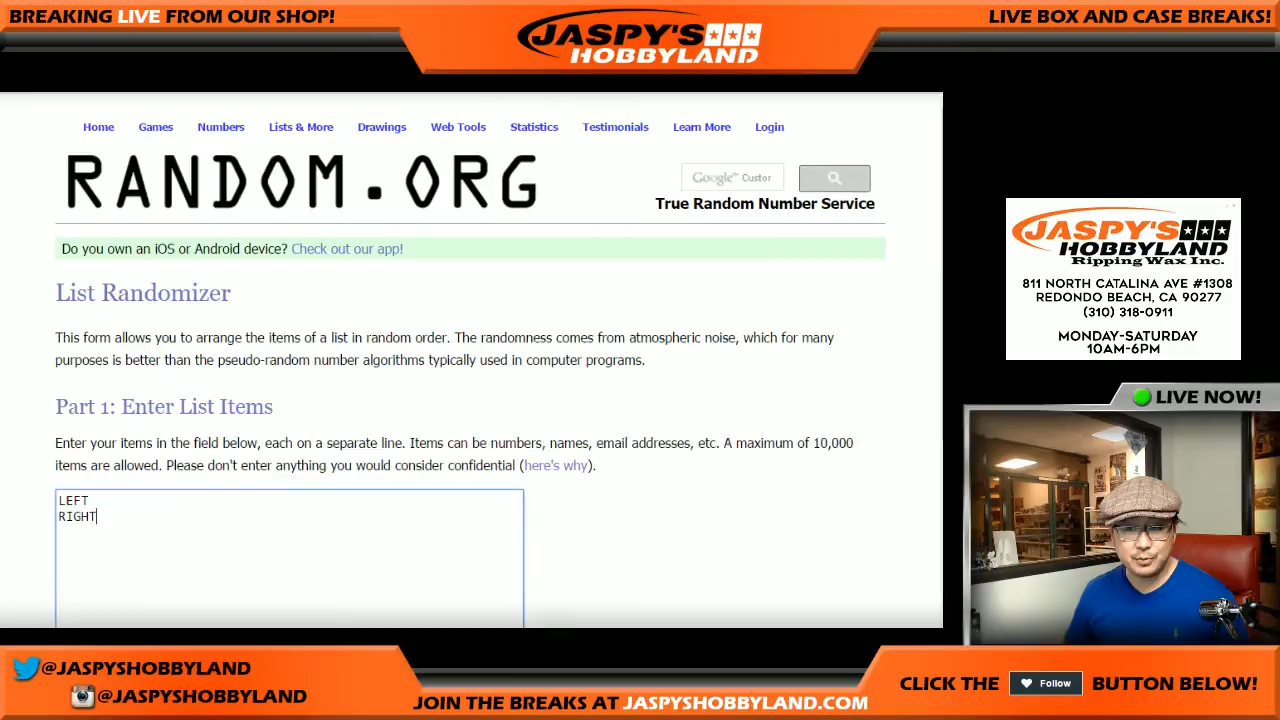 BREAKING LIVE FROM OUR SHOP!
JASPY'S
HOBBYLAND
LIVE BOX AND CASE BREAKS!
Home Games Numbers Lists & More Drawings Web Tools Statistics Testimonials Learn More Login
RANDOM.ORG
Google™ Custor
True Random Number Service
Do you own an iOS or Android device? Check out our app!
List Randomizer
This form allows you to arrange the items of a list in random order. The randomness comes from atmospheric noise, which for many
purposes is better than the pseudo-random number algorithms typically used in computer programs.
Part 1: Enter List Items
Enter your items in the field below, each on a separate line. Items can be numbers, names, email addresses, etc. A maximum of 10,000
items are allowed. Please don't enter anything you would consider confidential (here's why).
LEFT
RIGHT
JASPY'S
HOBBYLAND
Ripping Wax Inc.
811 NORTH CATALINA AVE #1308
REDONDO BEACH, CA 90277
(310) 318-0911
MONDAY-SATURDAY
10AM-6PM
LIVE NOW!
@JASPYSHOBBYLAND
@JASPYSHOBBYLAND
JOIN THE BREAKS AT JASPYSHOBBYLAND.COM
CLICK THE Follow BUTTON BELOW!